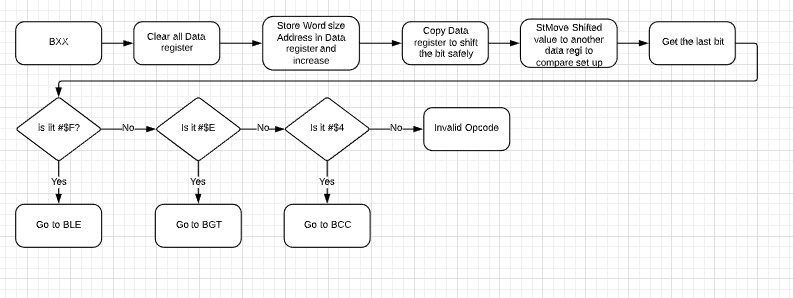 BXX
Clear all Data
register
Store Word size
Address in Data
register and
increase
Copy Data
register to shift
the bit safely
StMove Shifted
value to another
data regi to
compare set up
Get the last bit
is Iit #$F?
No
Is it #$E
No
Is it #$4
No
Invalid Opcode
Yes
Yes
Yes
Go to BLE
Go to BGT
Go to BCC